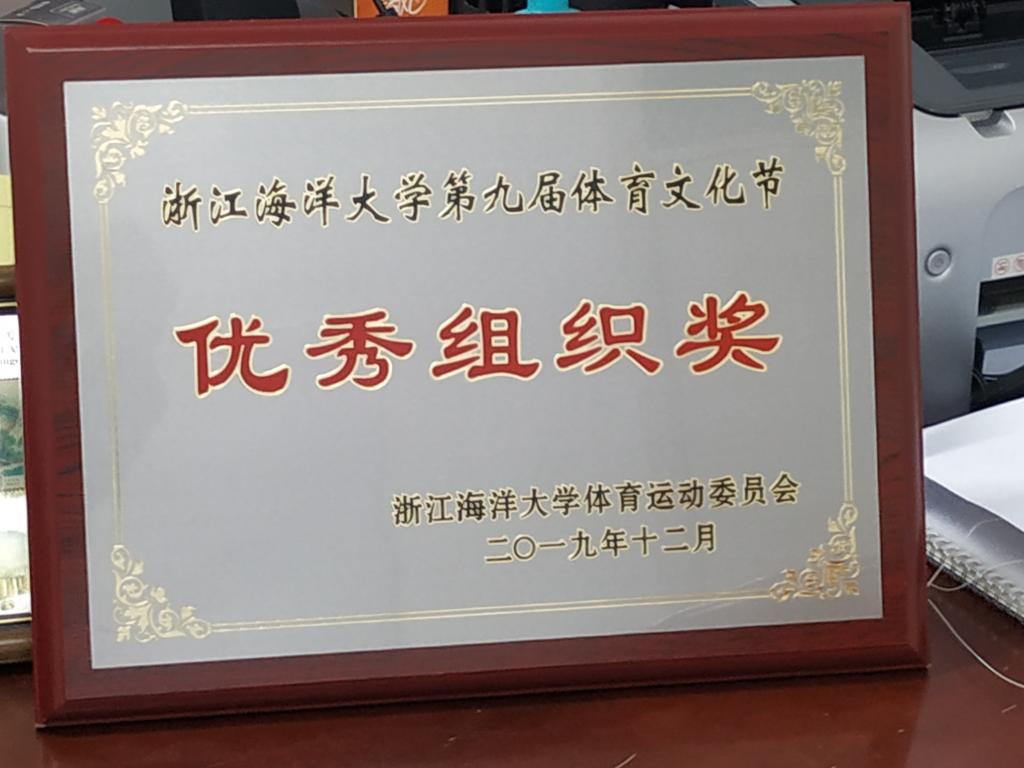 浙江海洋大学第九届体育文化节
优秀组织奖
浙江海洋大学体育运动委员会
二〇一九年十二月